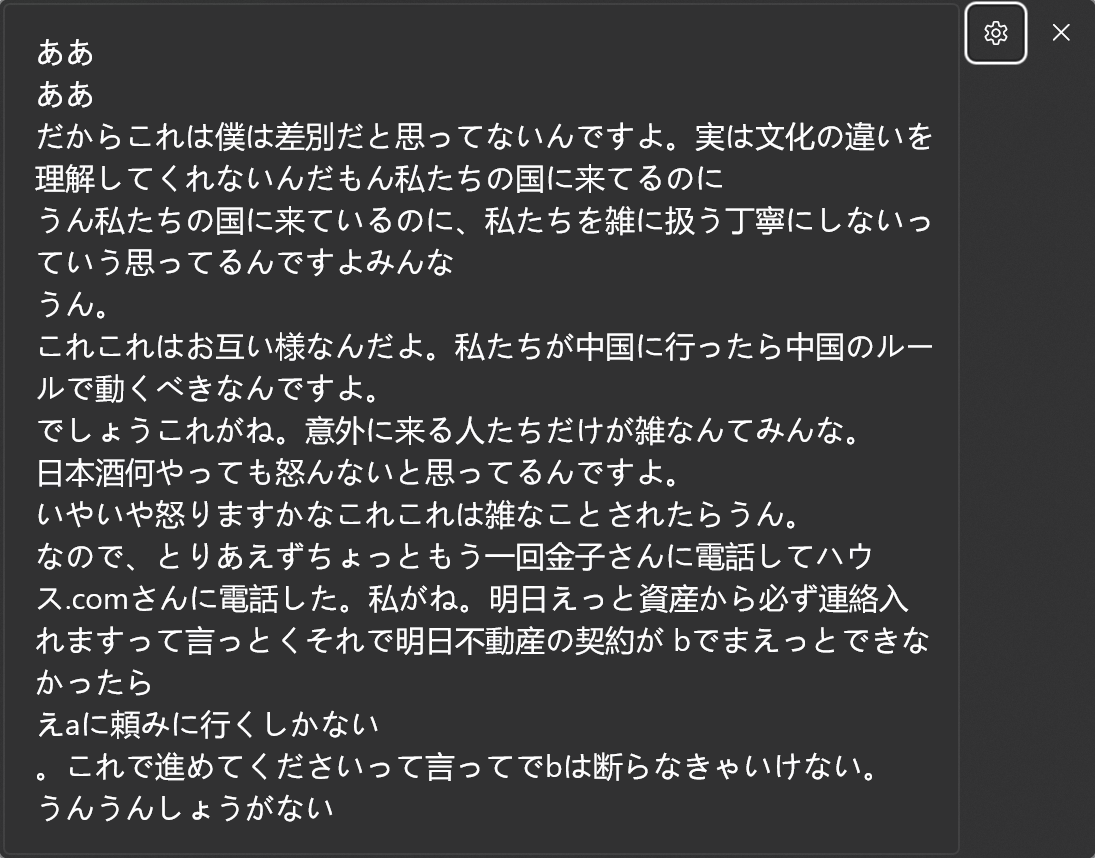 ああ
ああ
だからこれは僕は差別だと思ってないんですよ。実は文化の違いを
理解してくれないんだもん私たちの国に来てるのに
うん私たちの国に来ているのに、私たちを雑に扱う丁寧にしないっ
ていう思ってるんですよみんな
うん。
これこれはお互い様なんだよ。私たちが中国に行ったら中国のルー
ルで動くべきなんですよ。
でしょうこれがね。意外に来る人たちだけが雑なんてみんな。
日本酒何やっても怒んないと思ってるんですよ。
いやいや怒りますかなこれこれは雑なことされたらうん。
なので、とりあえずちょっともう一回金子さんに電話してハウ
ス.comさんに電話した。私がね。明日えっと資産から必ず連絡入
れますって言っとくそれで明日不動産の契約が bでまえっとできな
かったら
えaに頼みに行くしかない
。これで進めてくださいって言ってでbは断らなきゃいけない。
うんうんしょうがない